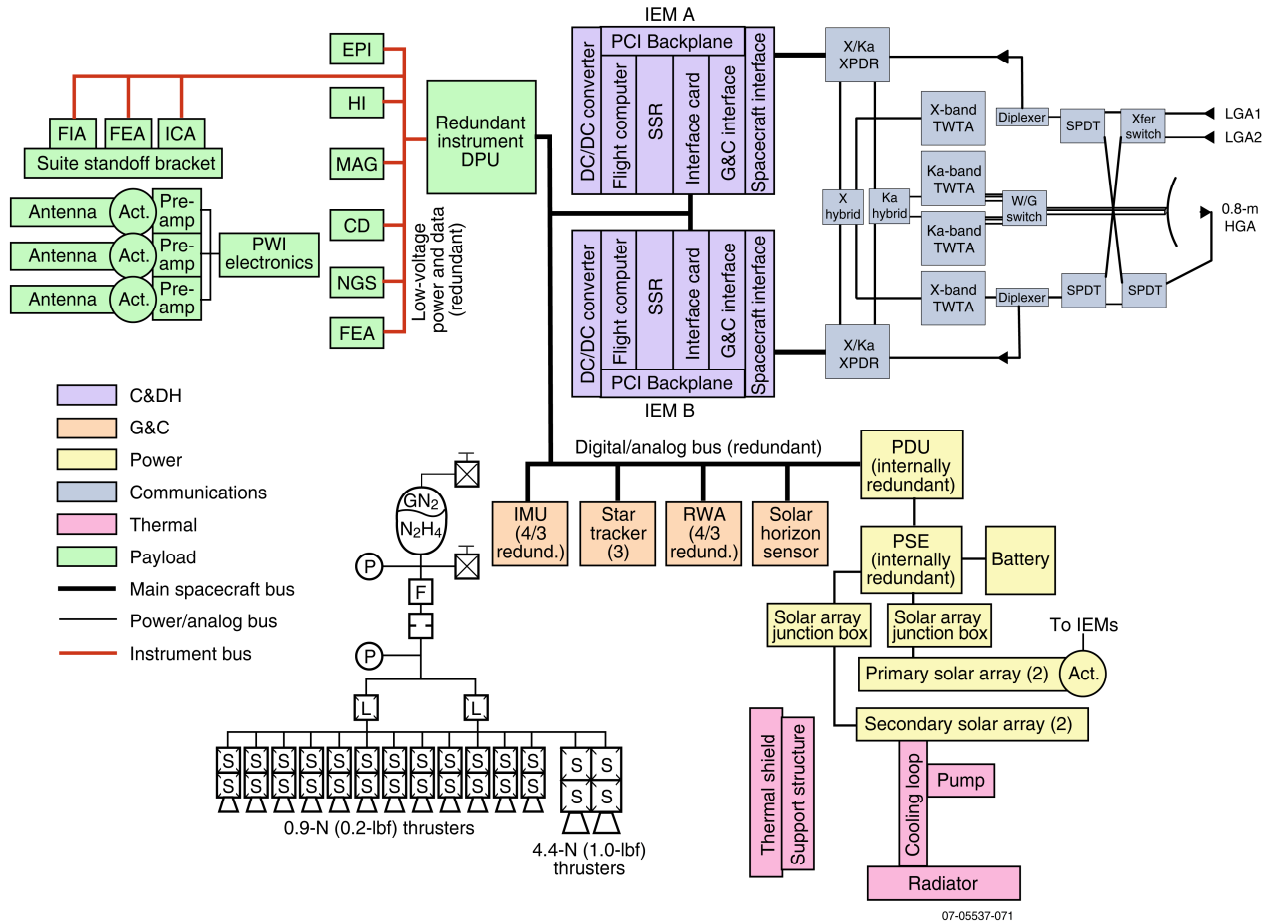 IEM A
EPI
HI
MAG
CD
NGS
FEA
FIA
FEA
ICA
Suite standoff bracket
Antenna
Act.
Pre-
amp
Antenna
Act.
Pre-
amp
Antenna
Act.
Pre-
amp
PWI
electronics
Low-voltage
power and data
(redundant)
Redundant
instrument
DPU
DC/DC converter
PCI Backplane
Flight computer
SSR
Interface card
G&C interface
Spacecraft interface
DC/DC converter
Flight computer
SSR
Interface card
G&C interface
Spacecraft interface
PCI Backplane
IEM B
X/Ka
XPDR
X-band
TWTA
Diplexer
SPDT
Xfer
switch
LGA1
LGA2
Ka-band
TWTA
X
hybrid
Ka
hybrid
W/G
switch
0.8-m
HGA
Ka-band
TWTA
X-band
TWTA
Diplexer
SPDT
SPDT
X/Ka
XPDR
C&DH
G&C
Power
Communications
Thermal
Payload
Main spacecraft bus
Power/analog bus
Instrument bus
Digital/analog bus (redundant)
IMU
(4/3
redund.)
Star
tracker
(3)
RWA
(4/3
redund.)
Solar
horizon
sensor
PDU
(internally
redundant)
PSE
(internally
redundant)
Battery
Solar array
junction box
Solar array
junction box
To IEMs
Primary solar array (2)
Act.
Secondary solar array (2)
Thermal shield
Support structure
Cooling loop
Pump
Radiator
GN2
N2H4
P
F
P
L
L
S S S S S S S S S S S S S S
S S S S S S S S S S S S S S
0.9-N (0.2-lbf) thrusters
4.4-N (1.0-lbf)
thrusters
07-05537-071